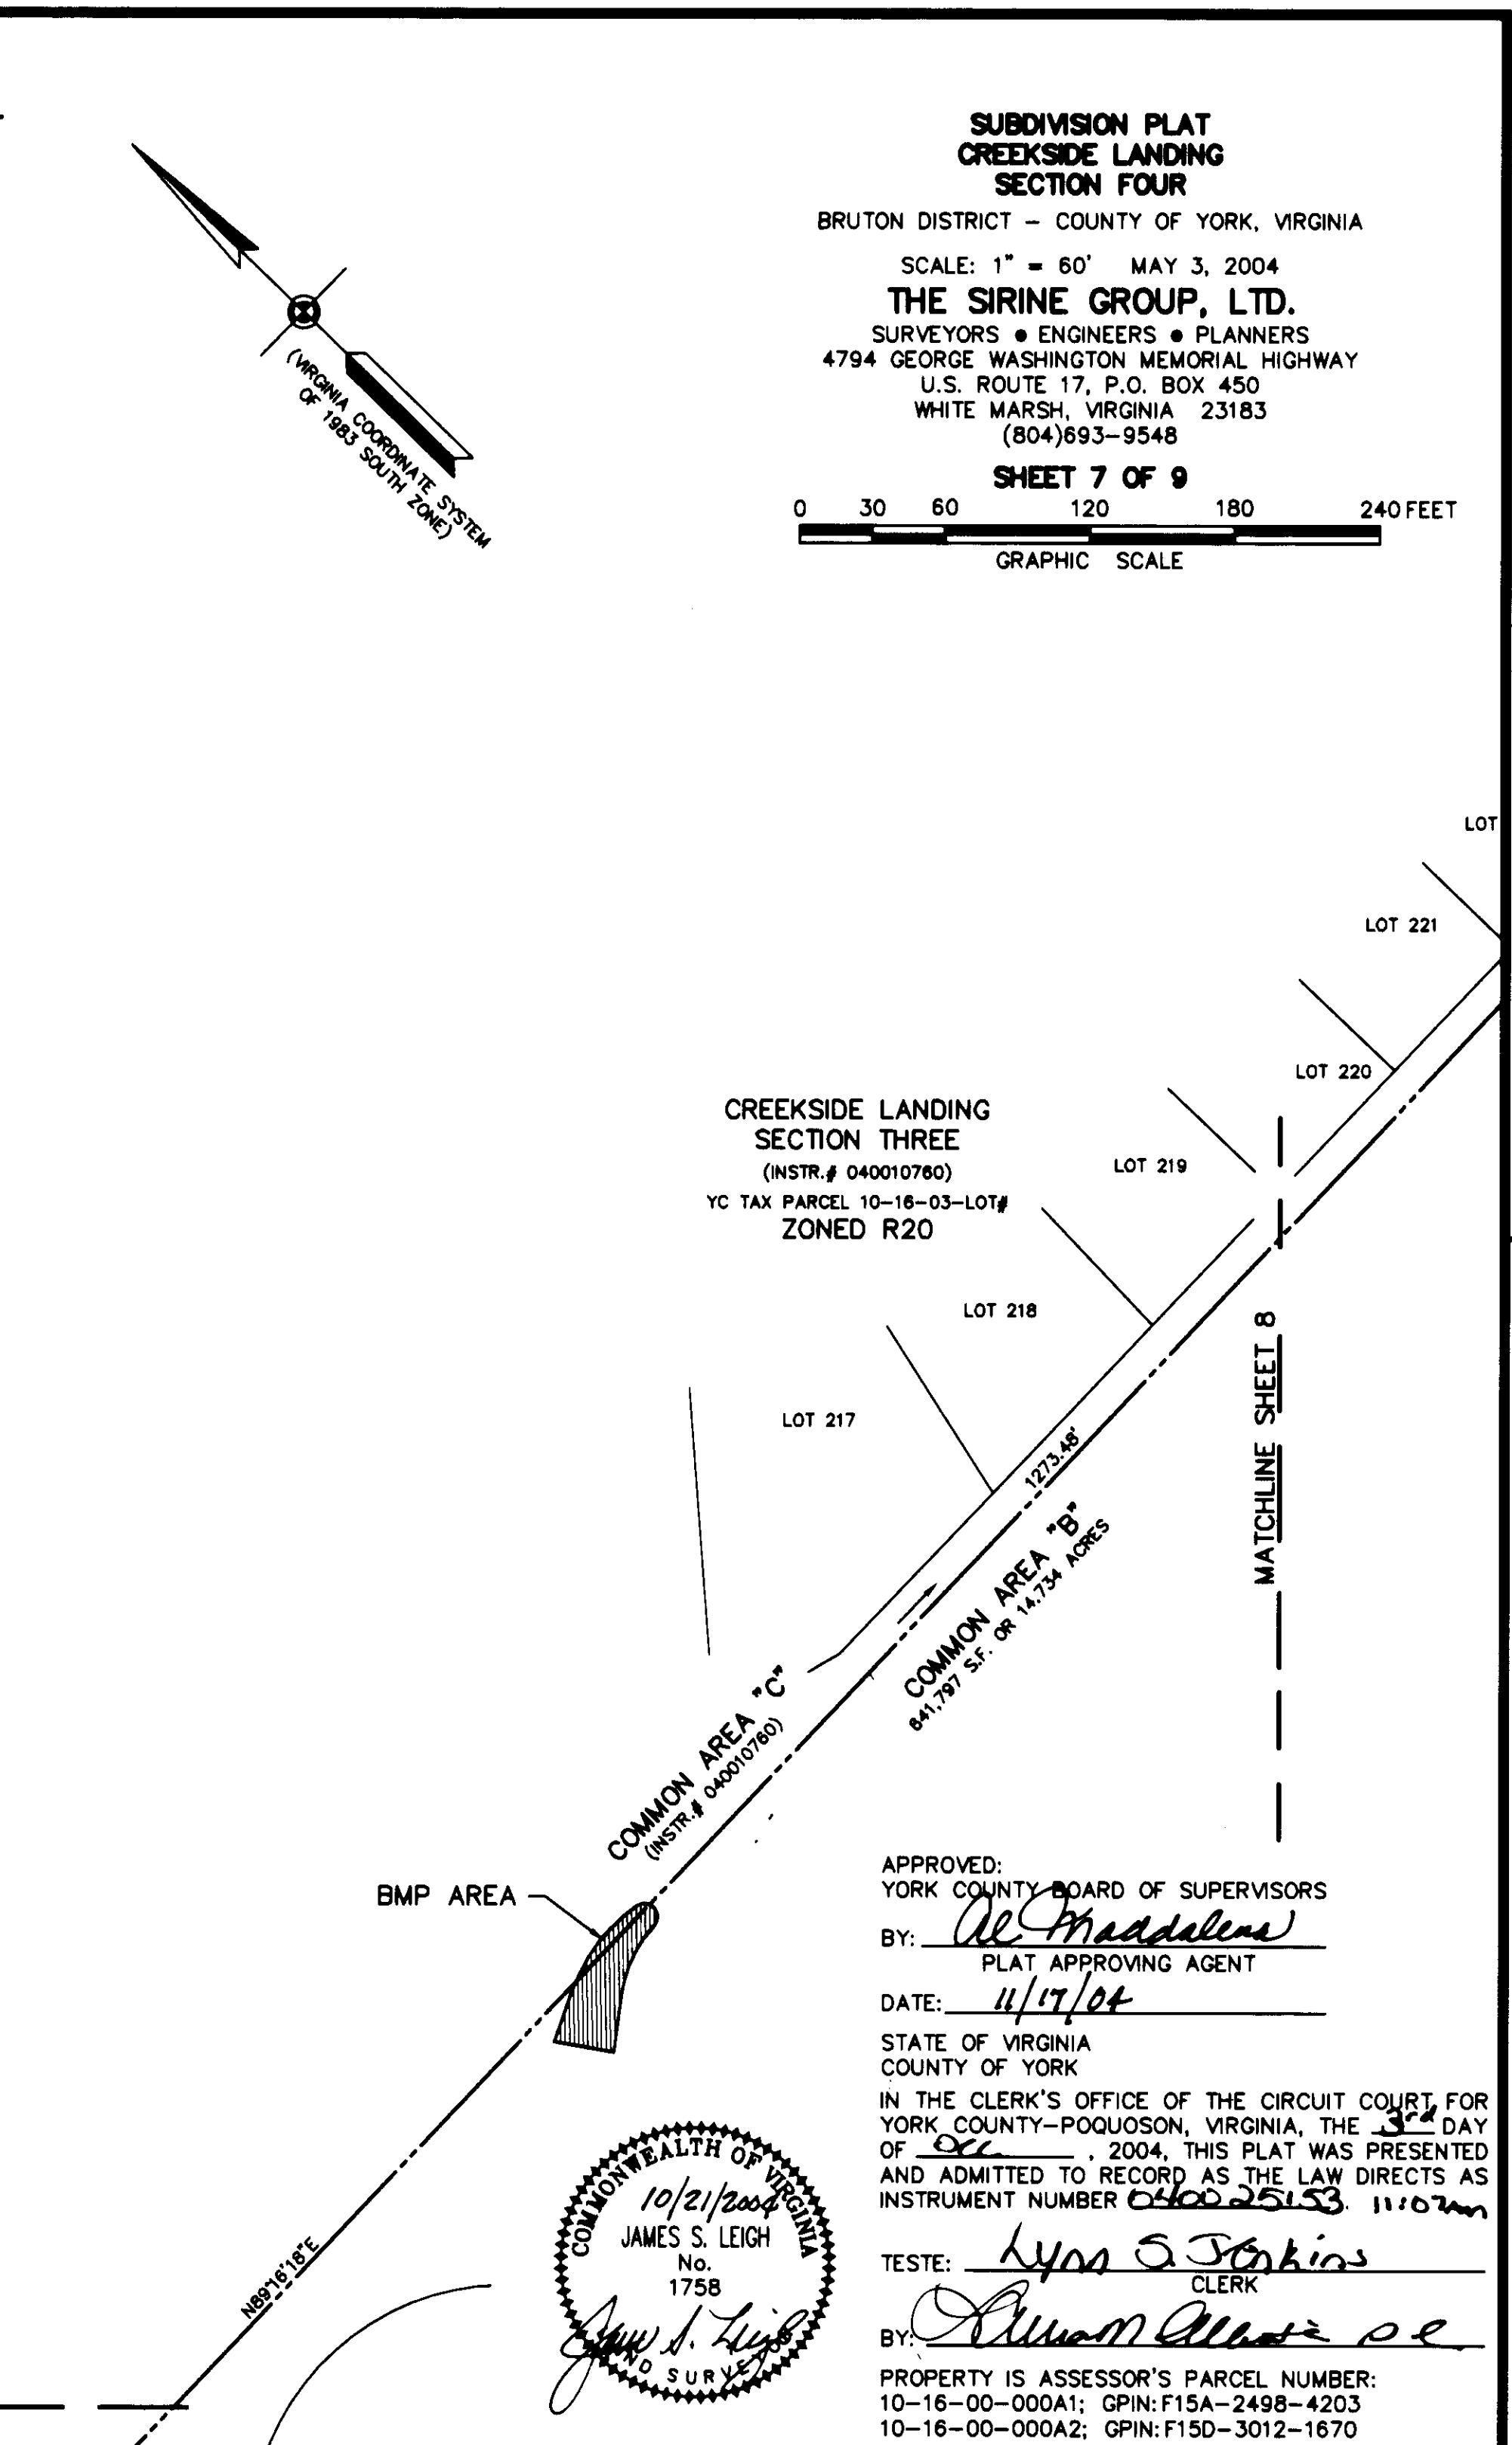 SUBDIVISION PLAT
CREEKSIDE LANDING
SECTION FOUR
BRUTON DISTRICT – COUNTY OF YORK, VIRGINIA
SCALE: 1" = 60' MAY 3, 2004
THE SIRINE GROUP, LTD.
SURVEYORS ● ENGINEERS ● PLANNERS
4794 GEORGE WASHINGTON MEMORIAL HIGHWAY
U.S. ROUTE 17, P.O. BOX 450
WHITE MARSH, VIRGINIA 23183
(804)693–9548
SHEET 7 OF 9
0 30 60 120 180 240 FEET
GRAPHIC SCALE
(VIRGINIA COORDINATE SYSTEM
OF 1983 SOUTH ZONE)
LOT
LOT 221
LOT 220
CREEKSIDE LANDING
SECTION THREE
(INSTR.# 040010760)
YC TAX PARCEL 10–16–03–LOT#
ZONED R20
LOT 219
LOT 218
LOT 217
MATCHLINE SHEET 8
1273.48'
COMMON AREA "B"
641,797 S.F. OR 14.734 ACRES
COMMON AREA "C"
(INSTR.# 040010760)
BMP AREA
N89°16'18"E
APPROVED:
YORK COUNTY BOARD OF SUPERVISORS
BY: Al Maddalena
PLAT APPROVING AGENT
DATE: 11/17/04
STATE OF VIRGINIA
COUNTY OF YORK
IN THE CLERK'S OFFICE OF THE CIRCUIT COURT FOR
YORK COUNTY–POQUOSON, VIRGINIA, THE 3rd DAY
OF Dec , 2004, THIS PLAT WAS PRESENTED
AND ADMITTED TO RECORD AS THE LAW DIRECTS AS
INSTRUMENT NUMBER 040025153. 11:07am
TESTE: Lynn S. Jenkins
CLERK
BY:
PROPERTY IS ASSESSOR'S PARCEL NUMBER:
10–16–00–000A1; GPIN: F15A–2498–4203
10–16–00–000A2; GPIN: F15D–3012–1670
COMMONWEALTH OF VIRGINIA
10/21/2004
JAMES S. LEIGH
No.
1758
James S. Leigh
LAND SURVEYOR